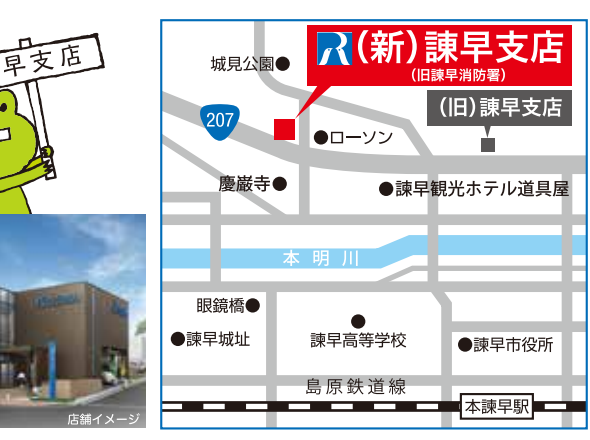 早支店
店舗イメージ
R(新)諫早支店
(旧諫早消防署)
城見公園
207
(旧)諫早支店
ローソン
慶巌寺
諫早観光ホテル道具屋
本明川
眼鏡橋
諫早城址
諫早高等学校
諫早市役所
島原鉄道線
本諫早駅